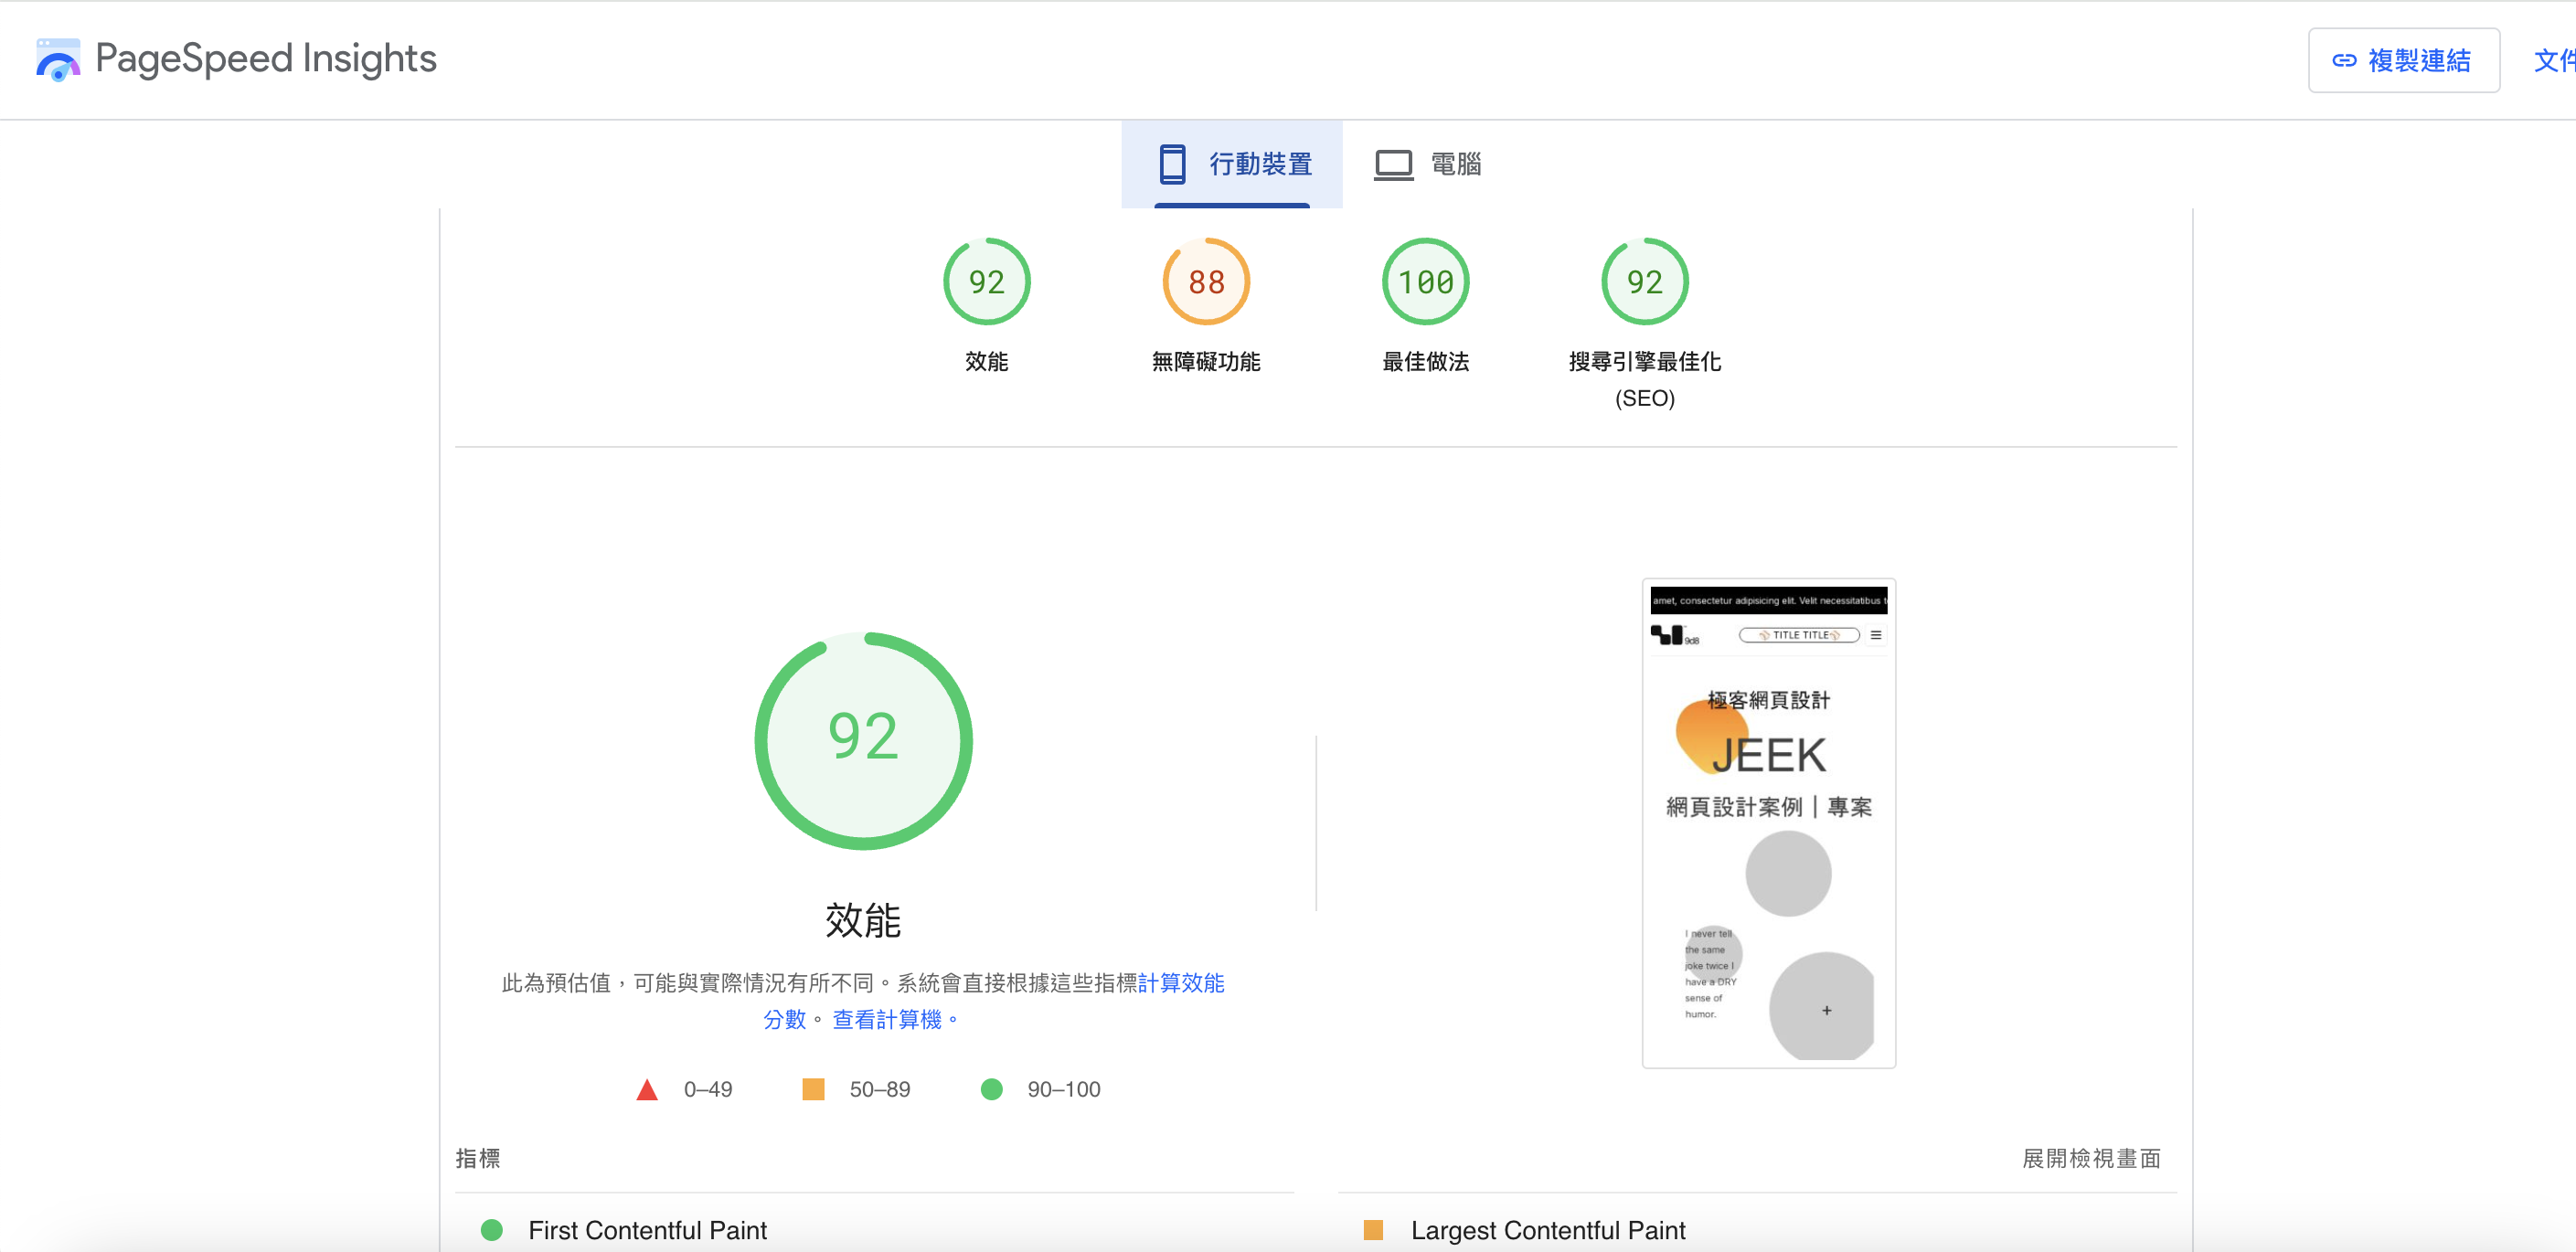 PageSpeed Insights
複製連結
文件
行動裝置
電腦
92
88
100
92
效能
無障礙功能
最佳做法
搜尋引擎最佳化
(SEO)
92
效能
此為預估值，可能與實際情況有所不同。系統會直接根據這些指標計算效能
分數。 查看計算機。
0–49
50–89
90–100
amet, consectetur adipisicing elit. Velit necessitatibus t
9d8
TITLE TITLE
極客網頁設計
JEEK
網頁設計案例｜專案
I never tell
the same
joke twice I
have a DRY
sense of
humor.
+
指標
展開檢視畫面
First Contentful Paint
Largest Contentful Paint